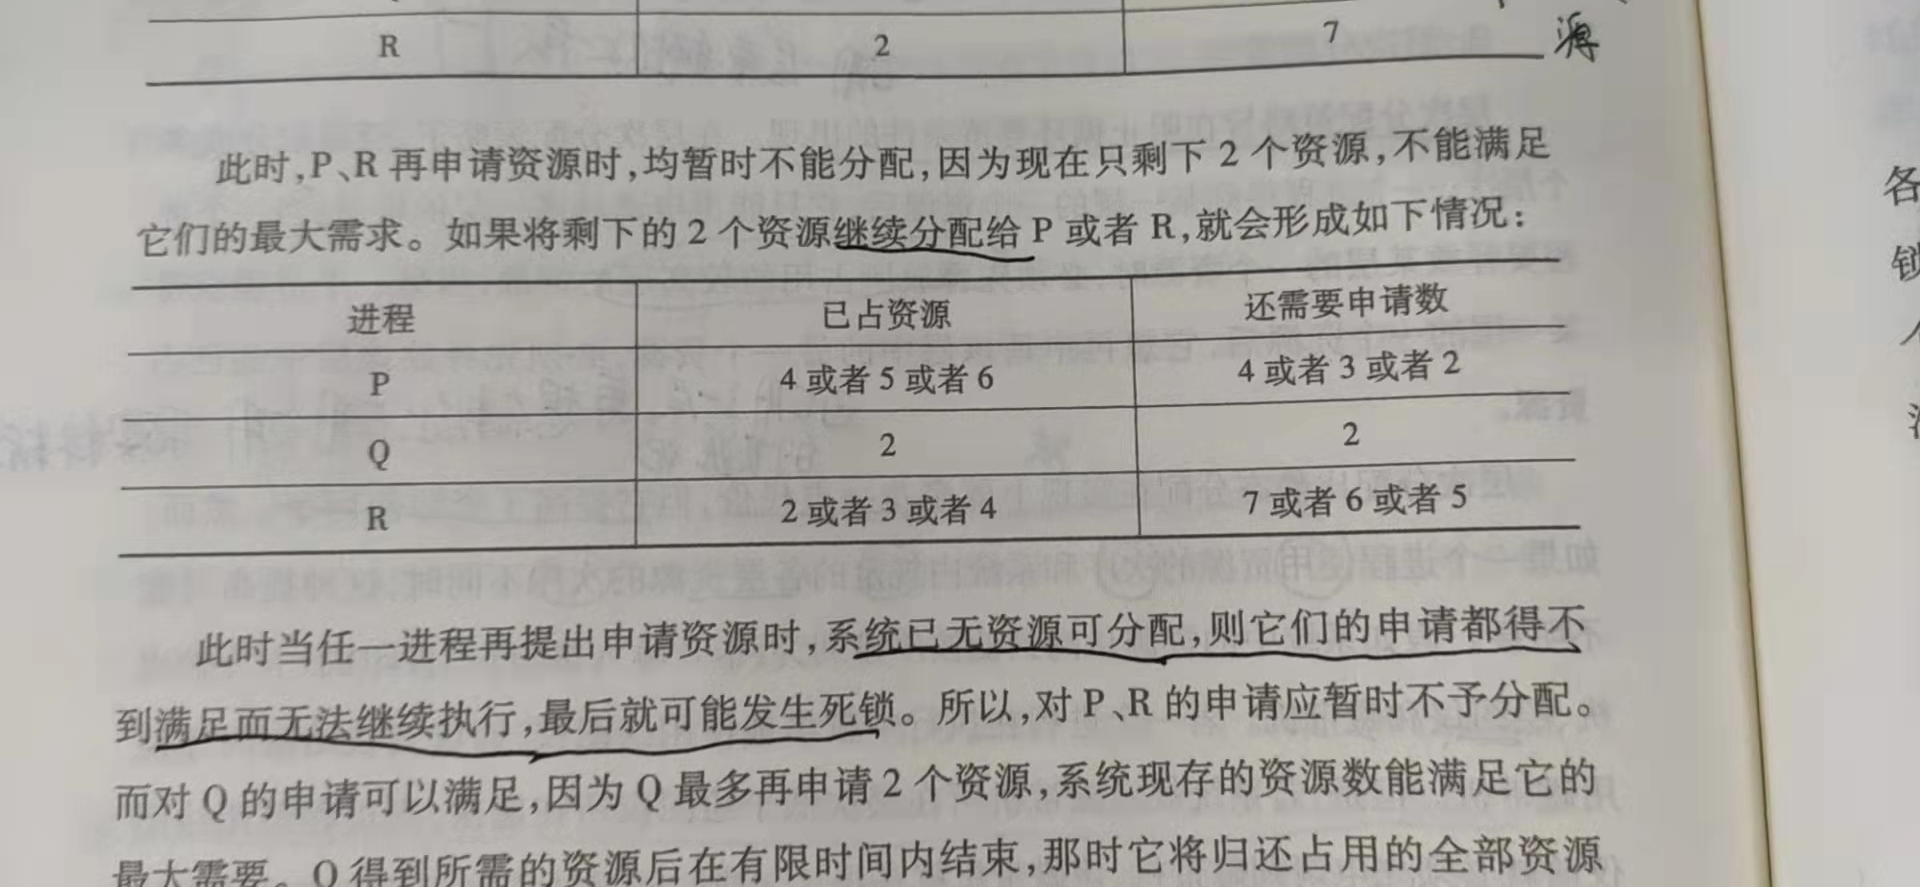 R 2 7 源
此时,P、R 再申请资源时,均暂时不能分配,因为现在只剩下 2 个资源,不能满足
它们的最大需求。如果将剩下的 2 个资源继续分配给 P 或者 R,就会形成如下情况:
进程 已占资源 还需要申请数
P 4 或者 5 或者 6 4 或者 3 或者 2
Q 2 2
R 2 或者 3 或者 4 7 或者 6 或者 5
此时当任一进程再提出申请资源时,系统已无资源可分配,则它们的申请都得不
到满足而无法继续执行,最后就可能发生死锁。所以,对 P、R 的申请应暂时不予分配。
而对 Q 的申请可以满足,因为 Q 最多再申请 2 个资源,系统现存的资源数能满足它的
最大需要。Q 得到所需的资源后在有限时间内结束,那时它将归还占用的全部资源
各
锁